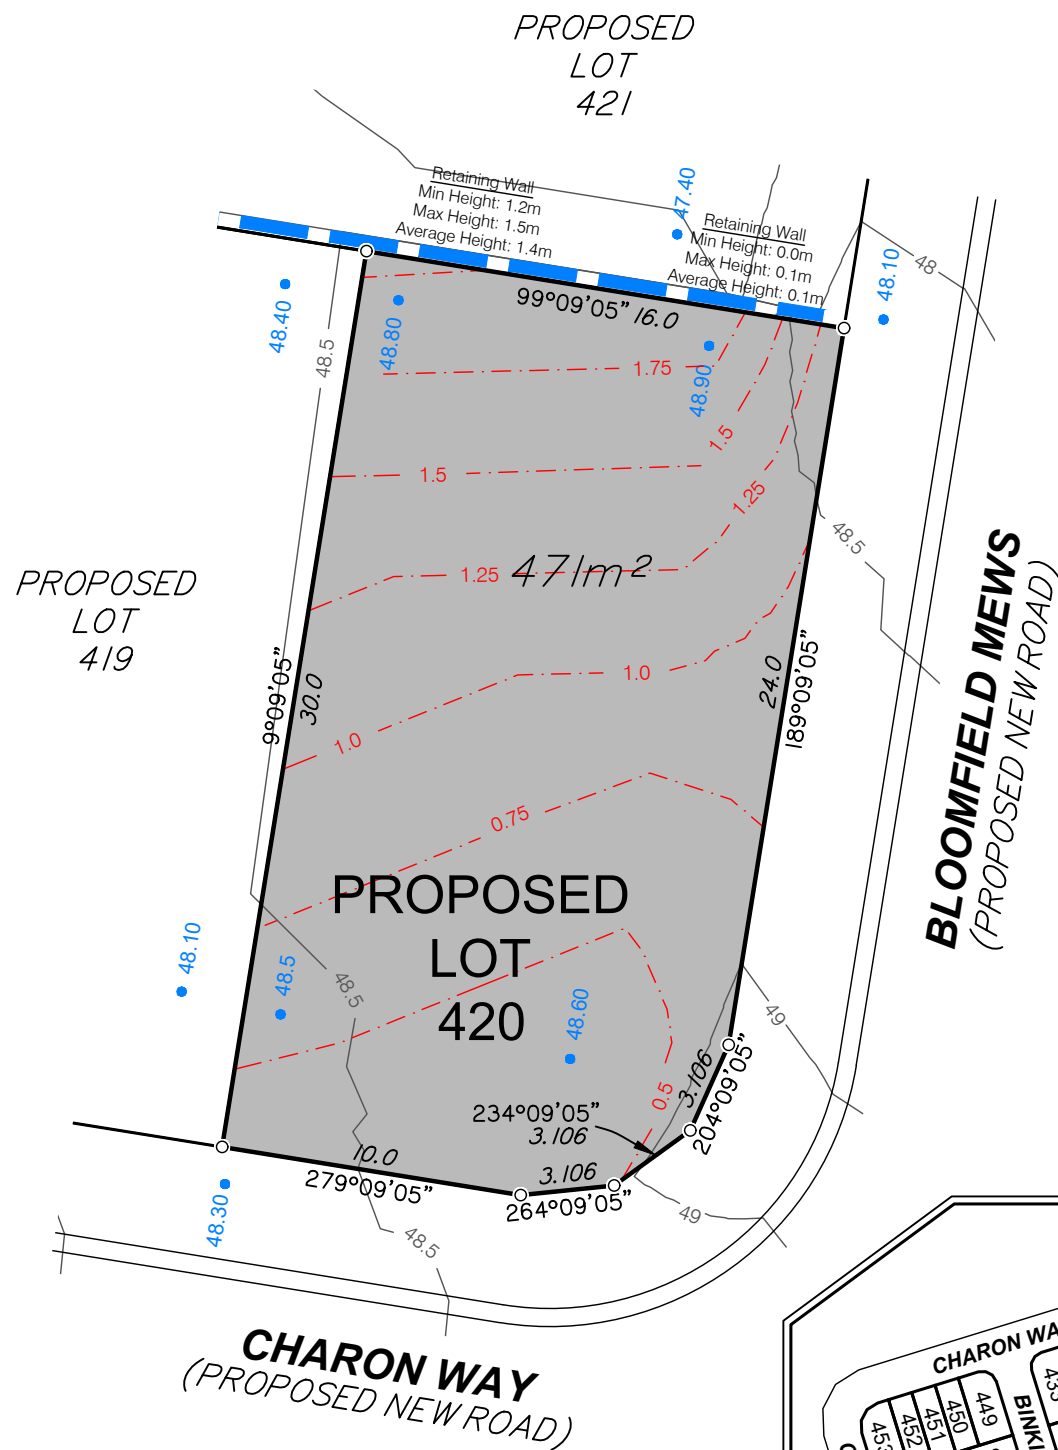 PROPOSED
LOT
421
Retaining Wall
Min Height: 1.2m
Max Height: 1.5m
Average Height: 1.4m
47.40
Retaining Wall
Min Height: 0.0m
Max Height: 0.1m
Average Height: 0.1m
48.10
48
48.40
48.5
48.80
99°09'05" 16.0
48.90
1.75
1.5
1.5
1.25
48.5
1.25
471m²
PROPOSED
LOT
419
9°09'05"
30.0
1.0
1.0
24.0
189°09'05"
BLOOMFIELD MEWS
(PROPOSED NEW ROAD)
0.75
PROPOSED
LOT
420
48.10
48.5
48.5
48.60
49
0.5
3.106
204°09'05"
234°09'05"
3.106
10.0
279°09'05"
3.106
264°09'05"
49
48.30
48.5
CHARON WAY
(PROPOSED NEW ROAD)
CHARON WA
449
450
451
452
453
BINK